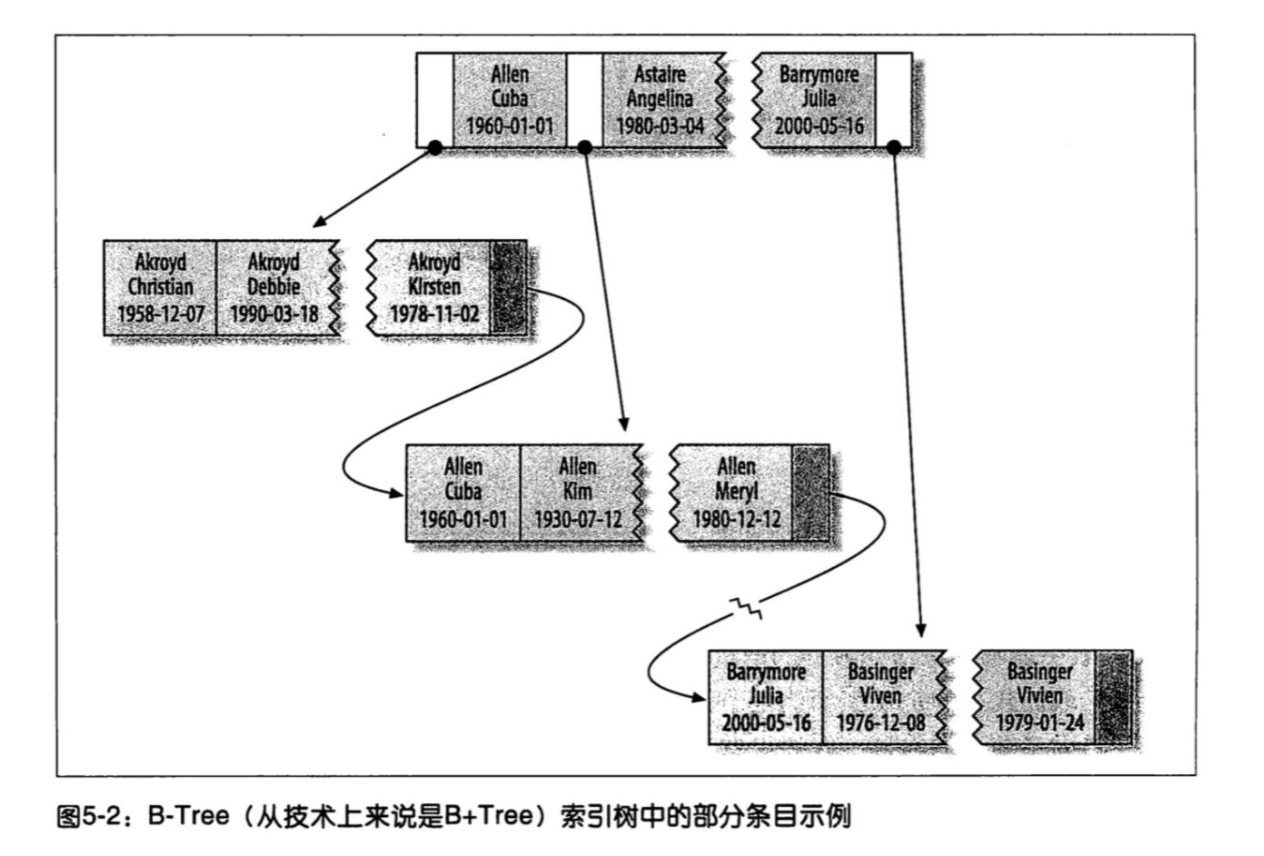 Allen
Cuba
1960-01-01
Astaire
Angelina
1980-03-04
Barrymore
Julia
2000-05-16
Akroyd
Christian
1958-12-07
Akroyd
Debbie
1990-03-18
Akroyd
Kirsten
1978-11-02
Allen
Cuba
1960-01-01
Allen
Kim
1930-07-12
Allen
Meryl
1980-12-12
Barrymore
Julia
2000-05-16
Basinger
Viven
1976-12-08
Basinger
Vivien
1979-01-24
图5-2：B-Tree（从技术上来说是B+Tree）索引树中的部分条目示例